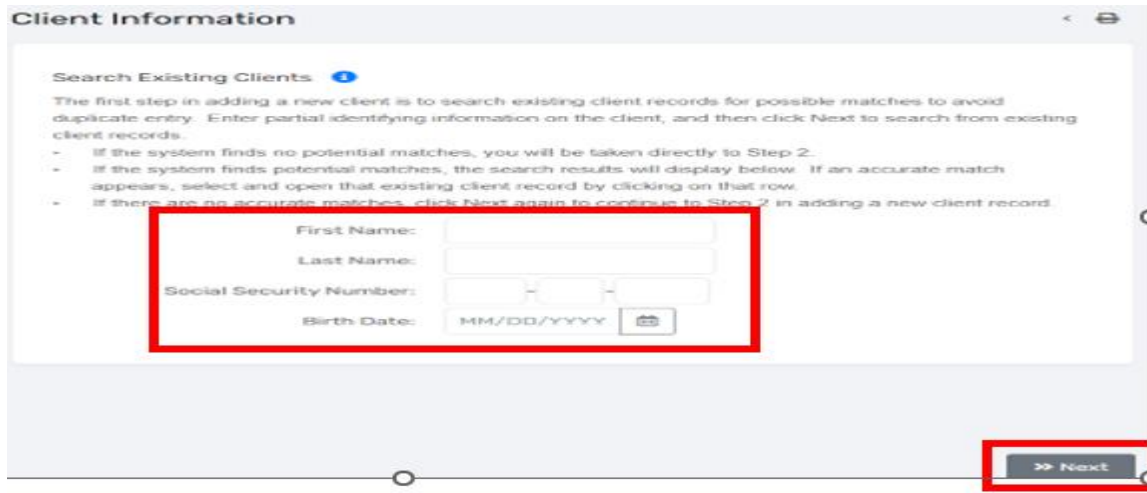 Client Information
Search Existing Clients
The first step in adding a new client is to search existing client records for possible matches to avoid
duplicate entry. Enter partial identifying information on the client, and then click Next to search from existing
client records.
- If the system finds no potential matches, you will be taken directly to Step 2.
- If the system finds potential matches, the search results will display below. If an accurate match
appears, select and open that existing client record by clicking on that row.
- If there are no accurate matches, click Next again to continue to Step 2 in adding a new client record.
First Name:
Last Name:
Social Security Number: - -
Birth Date: MM/DD/YYYY
Next